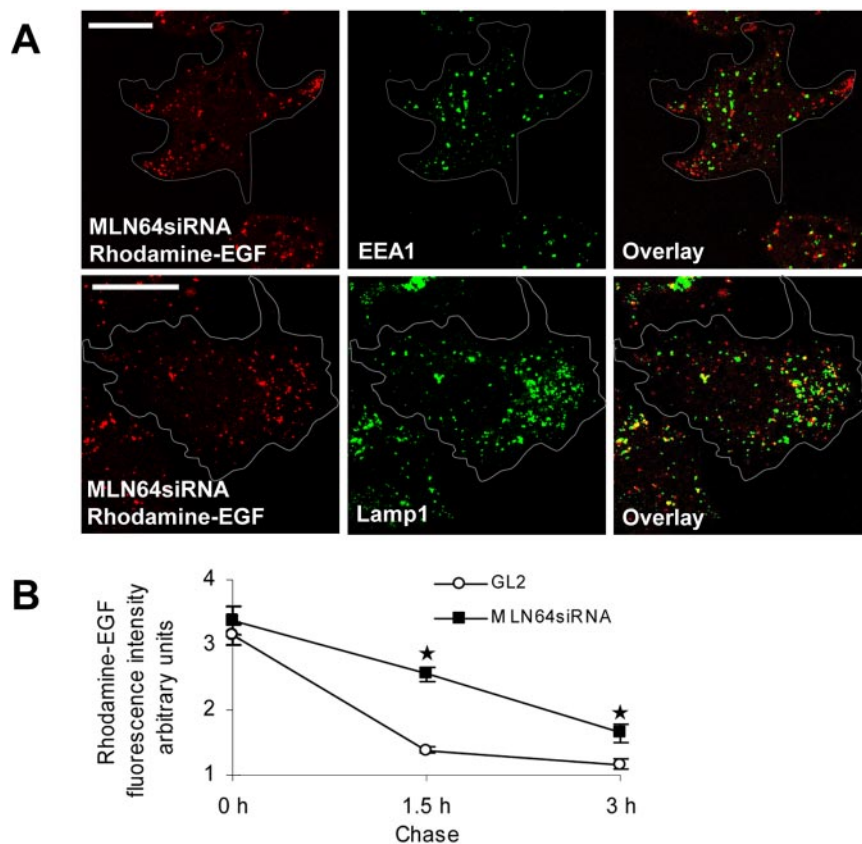 A
MLN64siRNA
Rhodamine-EGF
EEA1
Overlay
MLN64siRNA
Rhodamine-EGF
Lamp1
Overlay
B
GL2
MLN64siRNA
Rhodamine-EGF
fluorescence intensity
arbitrary units
4
3
2
1
0 h
1.5 h
3 h
Chase